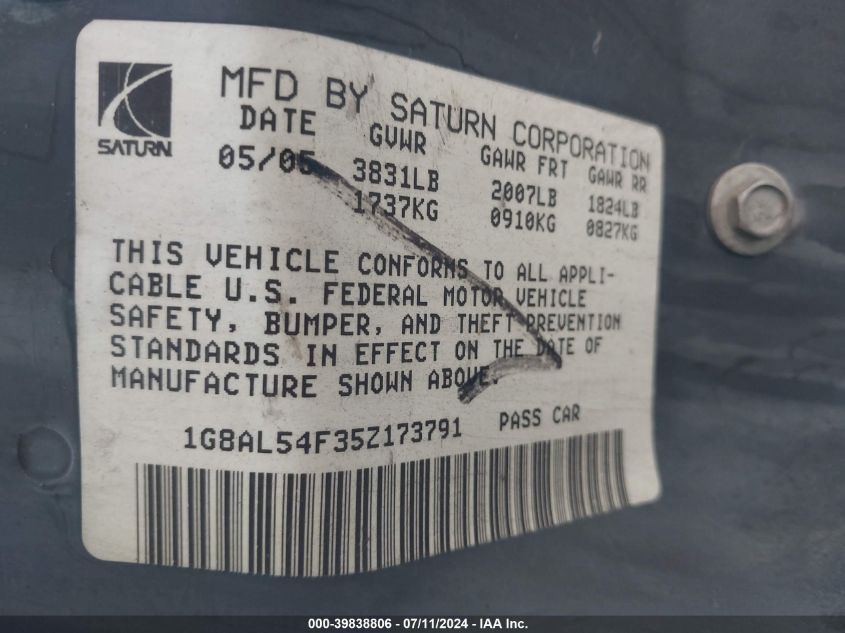 SATURN
MFD BY SATURN CORPORATION
DATE GVWR GAWR FRT GAWR RR
05/05 3831LB 2007LB 1824LB
1737KG 0910KG 0827KG
THIS VEHICLE CONFORMS TO ALL APPLI-
CABLE U.S. FEDERAL MOTOR VEHICLE
SAFETY, BUMPER, AND THEFT PREVENTION
STANDARDS IN EFFECT ON THE DATE OF
MANUFACTURE SHOWN ABOVE.
1G8AL54F35Z173791 PASS CAR
000-39838806 / 07/11/2024 - IAA Inc.